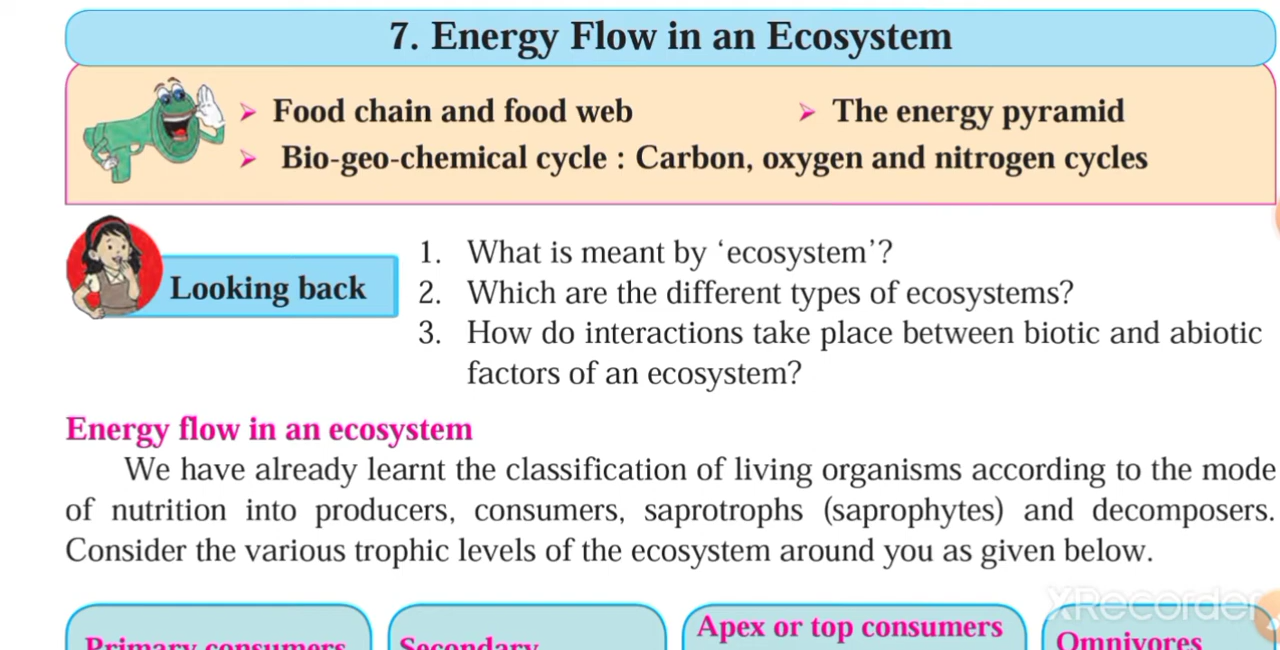 7. Energy Flow in an Ecosystem
➢ Food chain and food web
➢ The energy pyramid
➢ Bio-geo-chemical cycle : Carbon, oxygen and nitrogen cycles
Looking back
1. What is meant by ‘ecosystem’?
2. Which are the different types of ecosystems?
3. How do interactions take place between biotic and abiotic
factors of an ecosystem?
Energy flow in an ecosystem
We have already learnt the classification of living organisms according to the mode
of nutrition into producers, consumers, saprotrophs (saprophytes) and decomposers.
Consider the various trophic levels of the ecosystem around you as given below.
Primary consumers
Secondary
Apex or top consumers
Omnivores
XRecorder